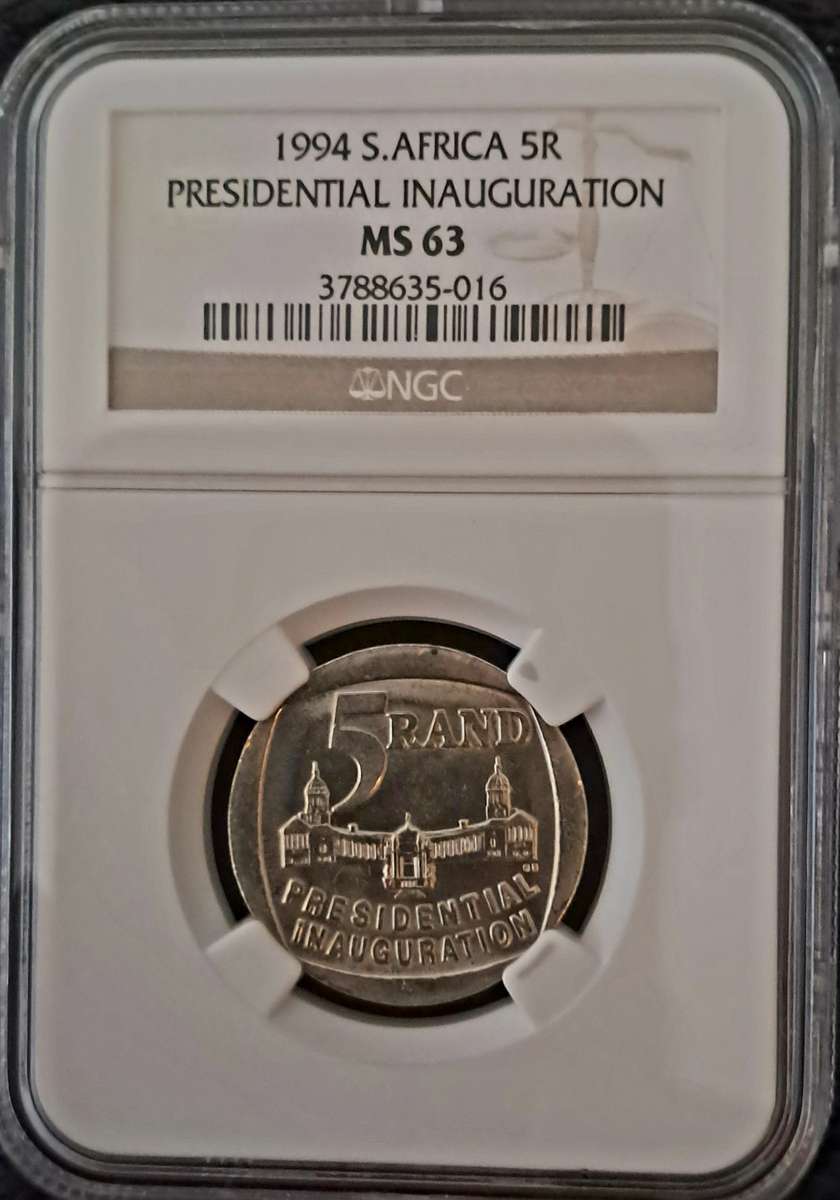 1994 S.AFRICA 5R
PRESIDENTIAL INAUGURATION
MS 63
3788635-016
NGC
5 RAND
PRESIDENTIAL
INAUGURATION